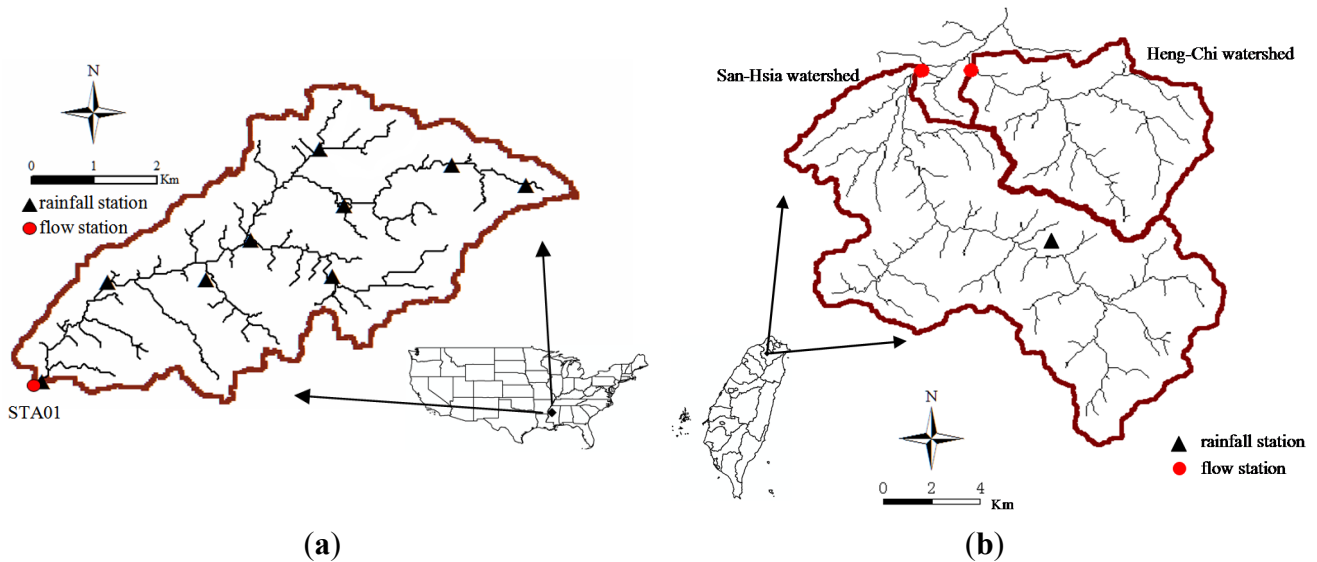 N
0 1 2
Km
rainfall station
flow station
STA01
(a)
San-Hsia watershed
Heng-Chi watershed
N
rainfall station
flow station
0 2 4
Km
(b)